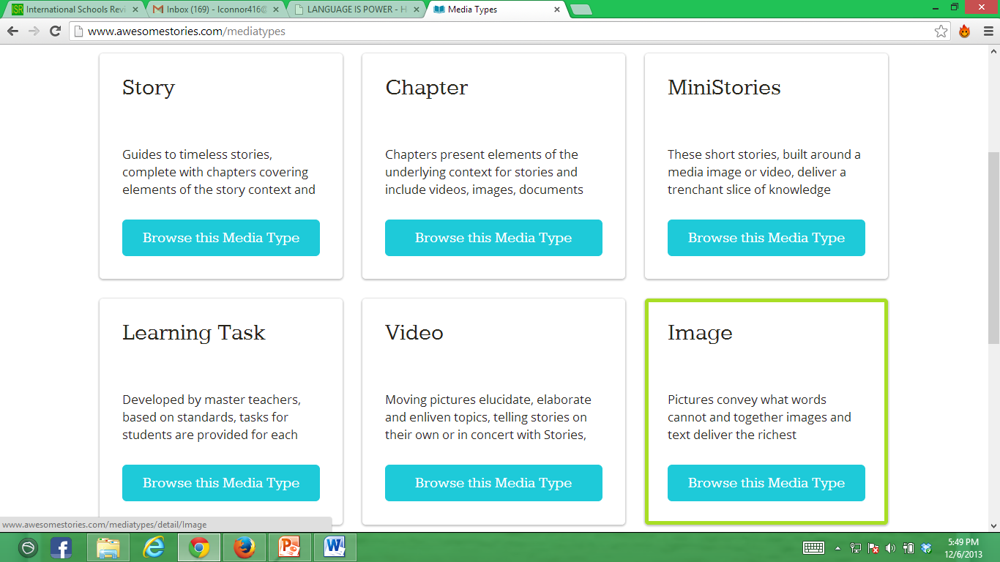 International Schools Revi
Inbox (169) - lconnor416@
LANGUAGE IS POWER - H
Media Types
www.awesomestories.com/mediatypes
Story
Guides to timeless stories,
complete with chapters covering
elements of the story context and
Browse this Media Type
Chapter
Chapters present elements of the
underlying context for stories and
include videos, images, documents
Browse this Media Type
MiniStories
These short stories, built around a
media image or video, deliver a
trenchant slice of knowledge
Browse this Media Type
Learning Task
Developed by master teachers,
based on standards, tasks for
students are provided for each
Browse this Media Type
Video
Moving pictures elucidate, elaborate
and enliven topics, telling stories on
their own or in concert with Stories,
Browse this Media Type
Image
Pictures convey what words
cannot and together images and
text deliver the richest
Browse this Media Type
www.awesomestories.com/mediatypes/detail/Image
5:49 PM
12/6/2013